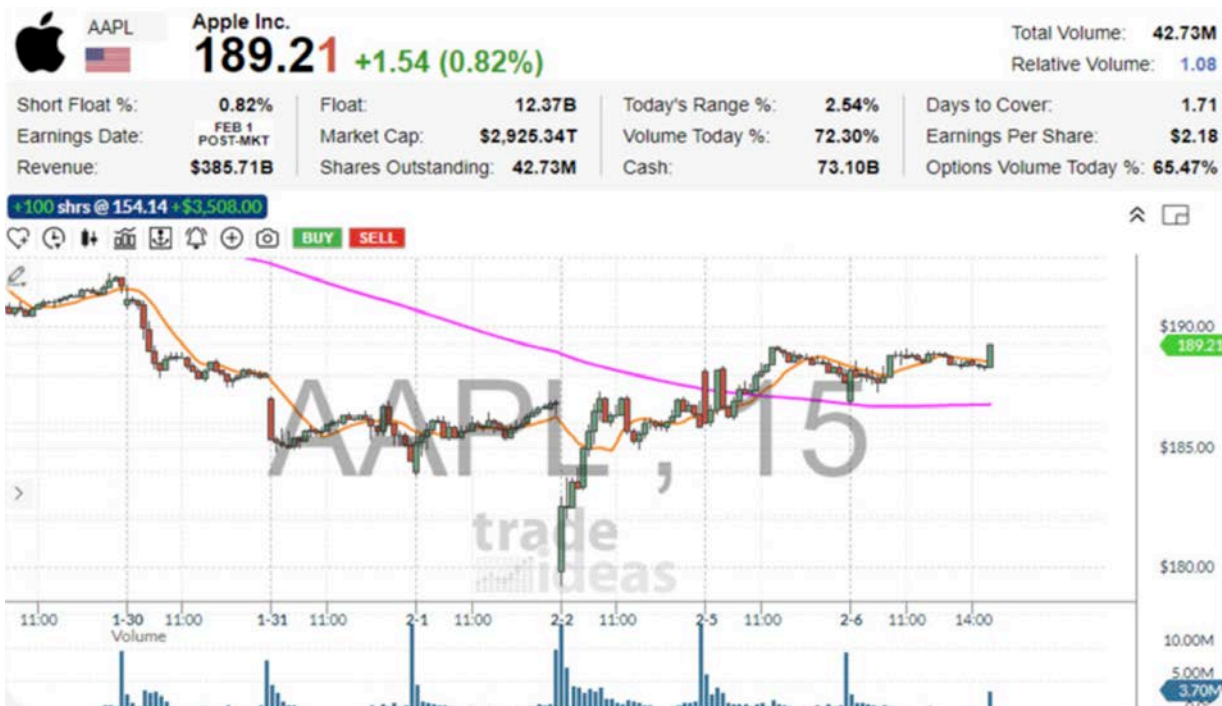 AAPL
Apple Inc.
189.21 +1.54 (0.82%)
Total Volume: 42.73M
Relative Volume: 1.08
Short Float %: 0.82%
Float: 12.37B
Today's Range %: 2.54%
Days to Cover: 1.71
Earnings Date: FEB 1 POST-MKT
Market Cap: $2,925.34T
Volume Today %: 72.30%
Earnings Per Share: $2.18
Revenue: $385.71B
Shares Outstanding: 42.73M
Cash: 73.10B
Options Volume Today %: 65.47%
+100 shrs @ 154.14 +$3,508.00
BUY SELL
AAPL , 15
trade
ideas
$190.00
189.21
$185.00
$180.00
11:00 1-30 11:00 1-31 11:00 2-1 11:00 2-2 11:00 2-5 11:00 2-6 11:00 14:00
Volume
10.00M
5.00M
3.70M